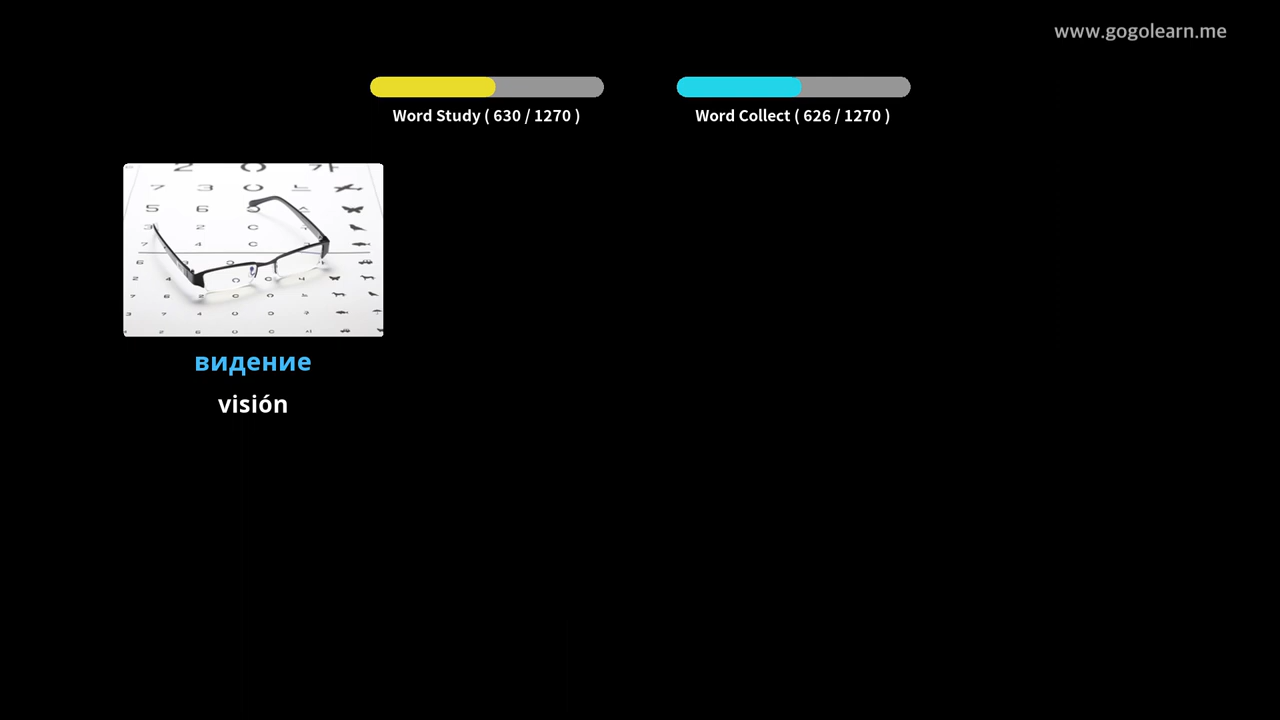 www.gogolearn.me
Word Study ( 630 / 1270 )
Word Collect ( 626 / 1270 )
видение
visión